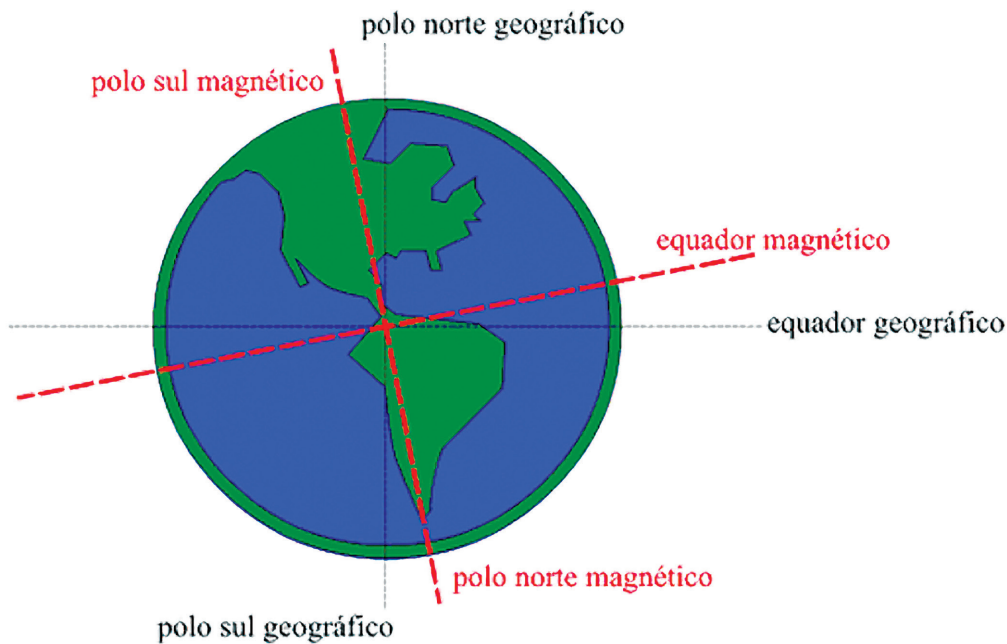 polo norte geográfico
polo sul magnético
equador magnético
equador geográfico
polo norte magnético
polo sul geográfico